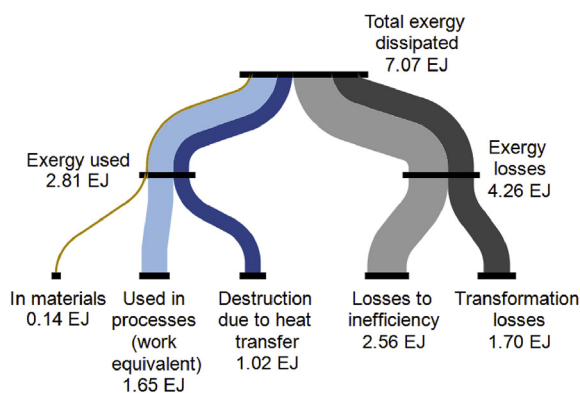 Total exergy
dissipated
7.07 EJ
Exergy used
2.81 EJ
Exergy
losses
4.26 EJ
In materials
0.14 EJ
Used in
processes
(work
equivalent)
1.65 EJ
Destruction
due to heat
transfer
1.02 EJ
Losses to
inefficiency
2.56 EJ
Transformation
losses
1.70 EJ